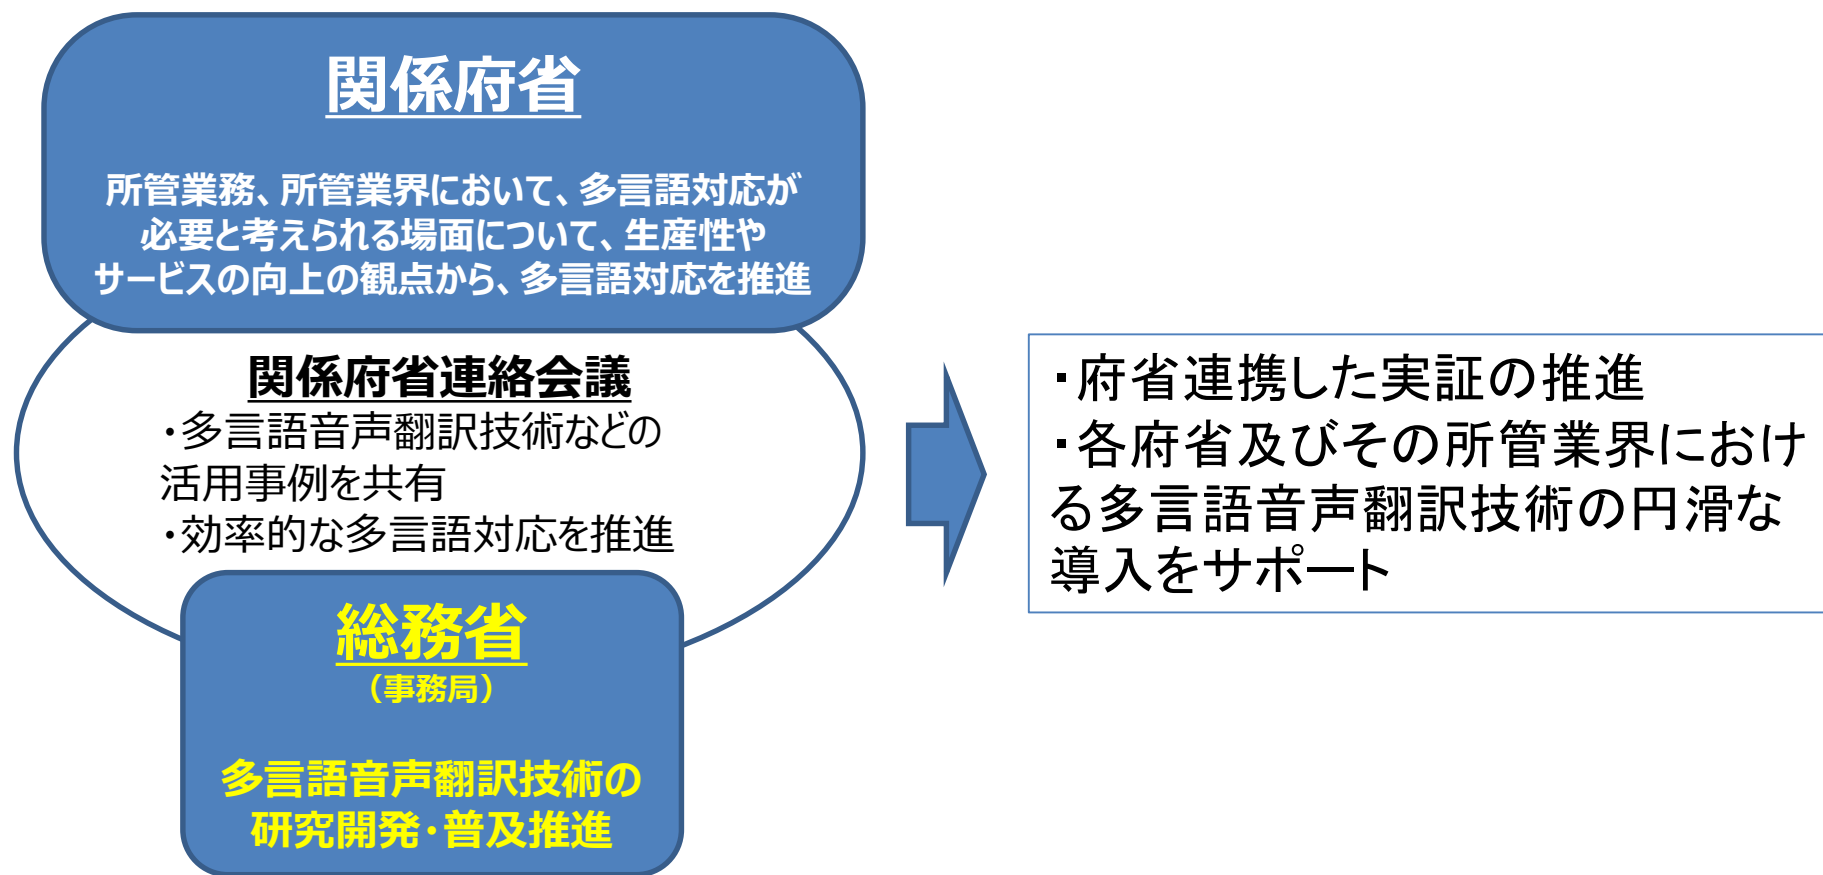 関係府省
所管業務、所管業界において、多言語対応が
必要と考えられる場面について、生産性や
サービスの向上の観点から、多言語対応を推進
関係府省連絡会議
・多言語音声翻訳技術などの
活用事例を共有
・効率的な多言語対応を推進
総務省
（事務局）
多言語音声翻訳技術の
研究開発・普及推進
・府省連携した実証の推進
・各府省及びその所管業界におけ
る多言語音声翻訳技術の円滑な
導入をサポート